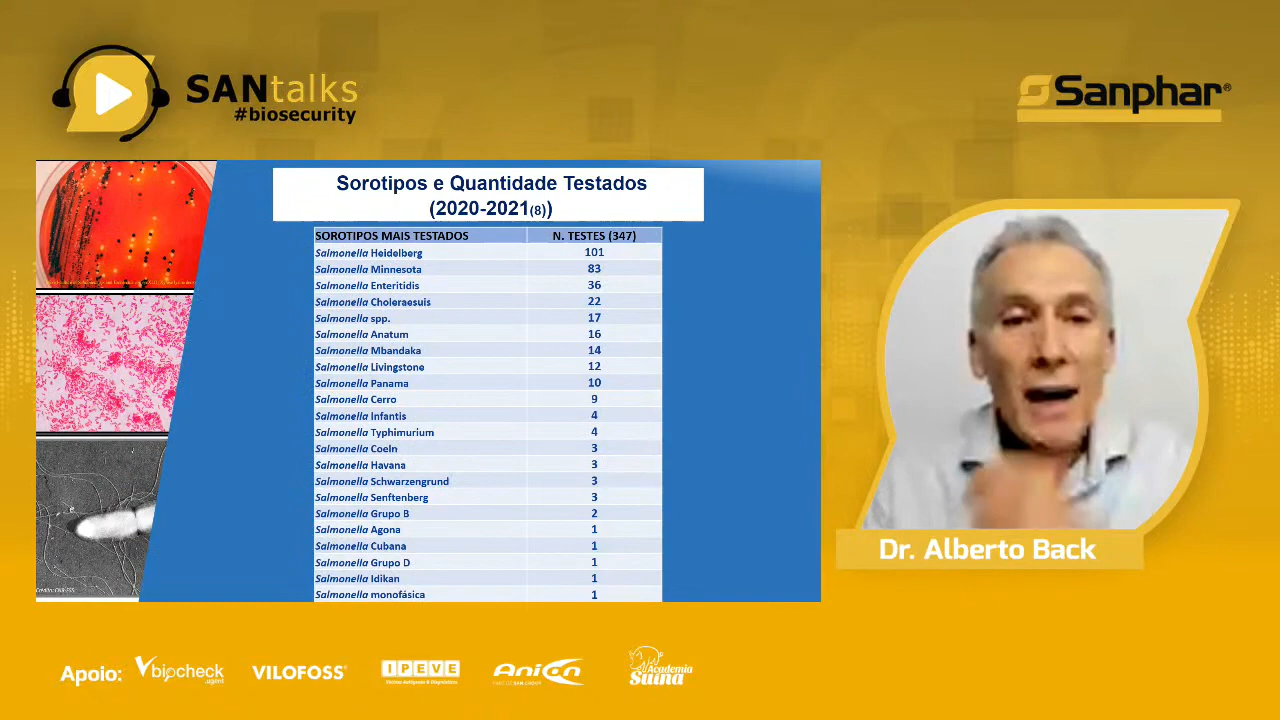 SANtalks
#biosecurity
Sanphar®
Sorotipos e Quantidade Testados
(2020-2021(8))
SOROTIPOS MAIS TESTADOS N. TESTES (347)
Salmonella Heidelberg 101
Salmonella Minnesota 83
Salmonella Enteritidis 36
Salmonella Choleraesuis 22
Salmonella spp. 17
Salmonella Anatum 16
Salmonella Mbandaka 14
Salmonella Livingstone 12
Salmonella Panama 10
Salmonella Cerro 9
Salmonella Infantis 4
Salmonella Typhimurium 4
Salmonella Coeln 3
Salmonella Havana 3
Salmonella Schwarzengrund 3
Salmonella Senftenberg 3
Salmonella Grupo B 2
Salmonella Agona 1
Salmonella Cubana 1
Salmonella Grupo D 1
Salmonella Idikan 1
Salmonella monofásica 1
Dr. Alberto Back
Apoio:
biocheck
.ugent
VILOFOSS®
IPEVE
AniCon
Academia
Suína